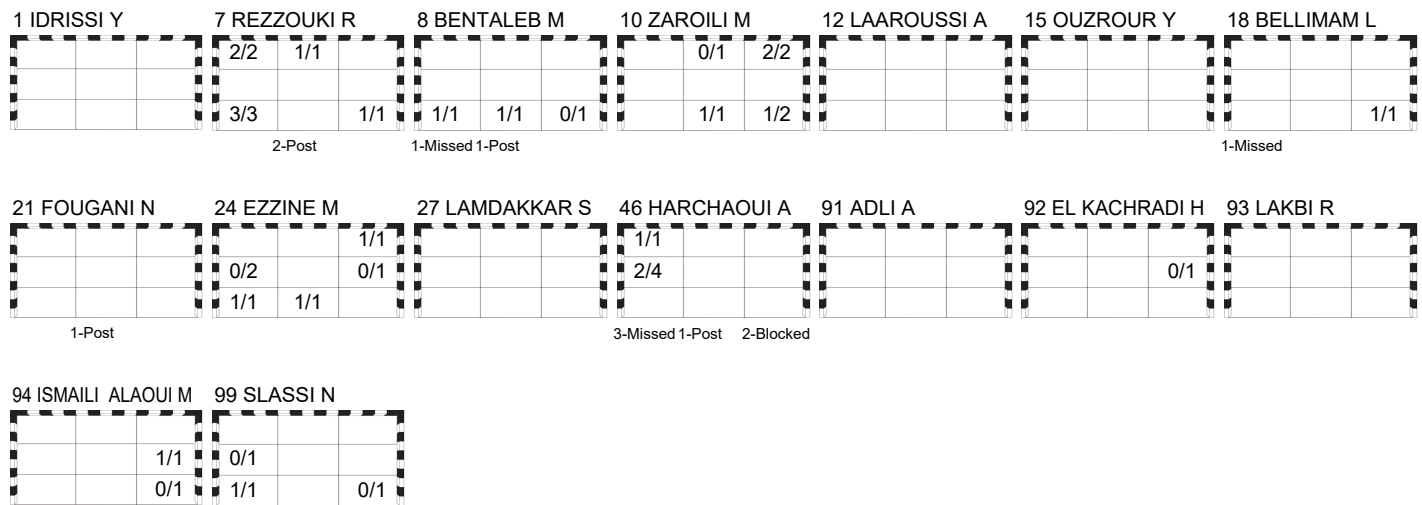 1 IDRISSI Y 7 REZZOUKI R 8 BENTALEB M 10 ZAROILI M 12 LAAROUSSI A 15 OUZROUR Y 18 BELLIMAM L
2/2 1/1 0/1 2/2
3/3 1/1 1/1 1/1 0/1 1/1 1/2 1/1
2-Post 1-Missed 1-Post 1-Missed
21 FOUGANI N 24 EZZINE M 27 LAMDAKKAR S 46 HARCHAOUI A 91 ADLI A 92 EL KACHRADI H 93 LAKBI R
1/1 1/1
0/2 0/1 2/4 0/1
1/1 1/1
1-Post 3-Missed 1-Post 2-Blocked
94 ISMAILI ALAOUI M 99 SLASSI N
1/1 0/1
0/1 1/1 0/1